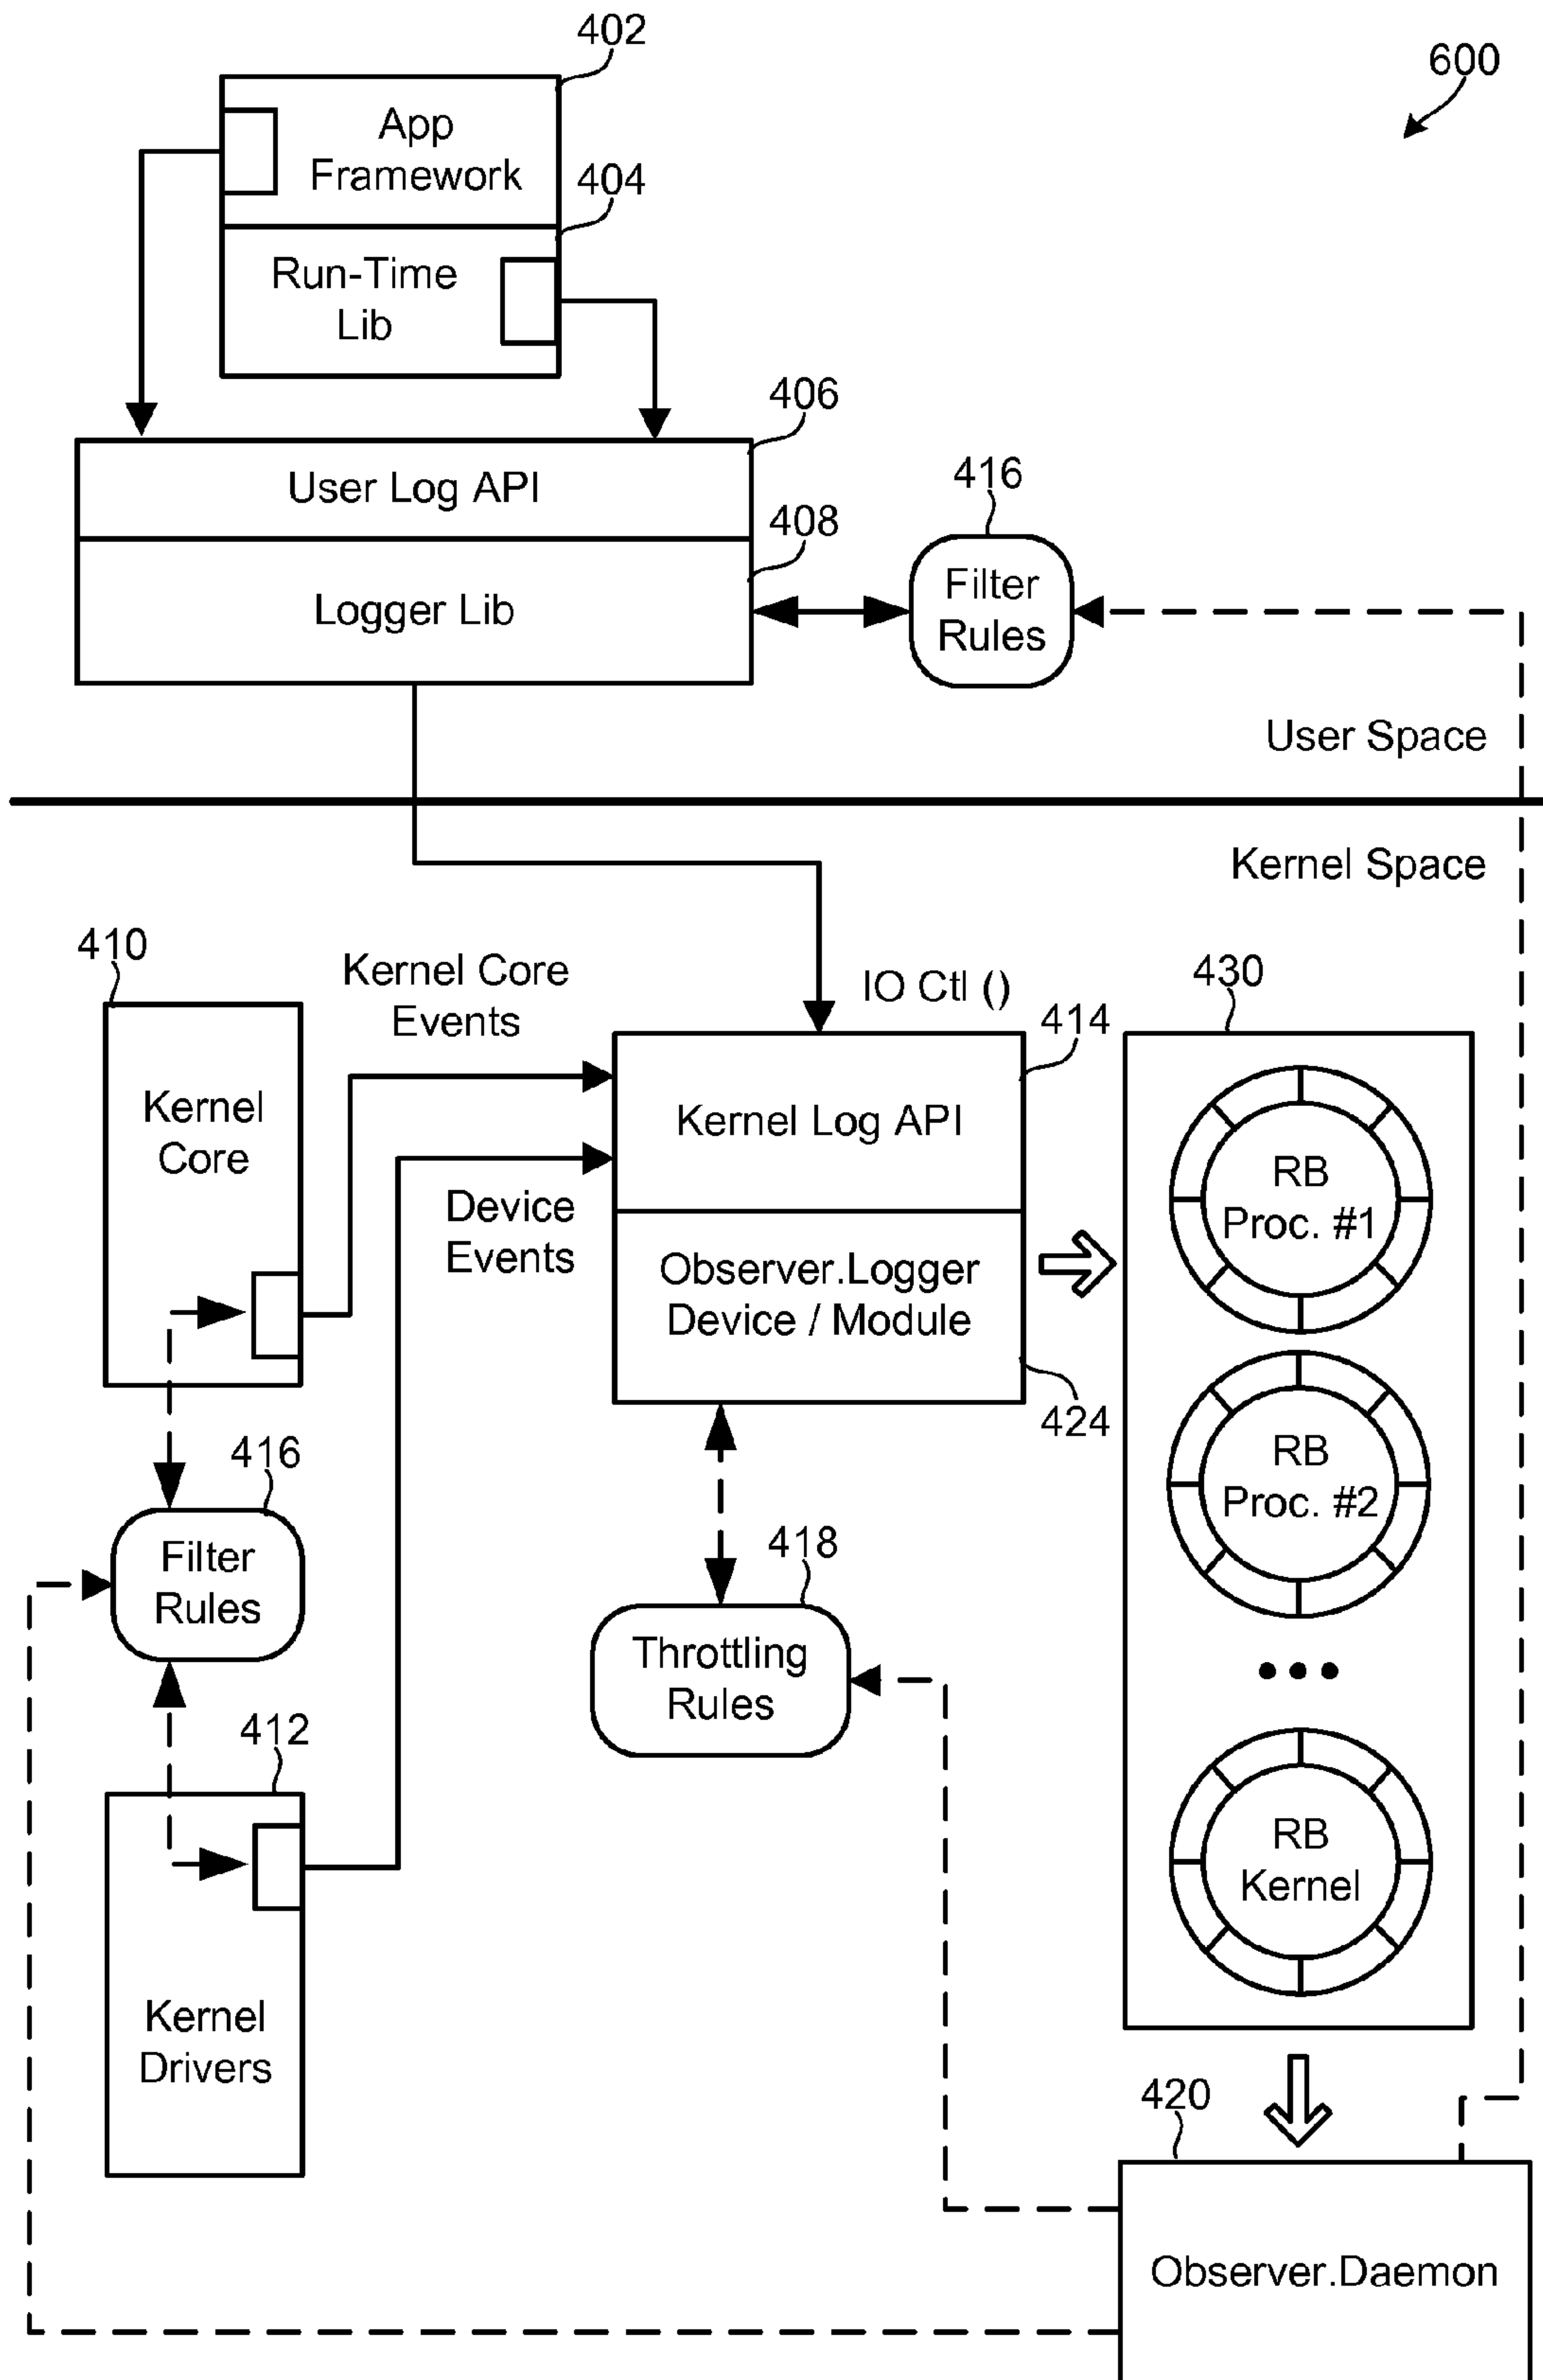 402
600
App
Framework
404
Run-Time
Lib
406
User Log API
416
408
Filter
Rules
Logger Lib
User Space
Kernel Space
410
Kernel Core
Events
IO Ctl ()
430
414
Kernel
Core
Kernel Log API
RB
Proc. #1
Device
Events
Observer.Logger
Device / Module
424
416
RB
Proc. #2
Filter
Rules
418
Throttling
Rules
412
RB
Kernel
Kernel
Drivers
420
Observer.Daemon